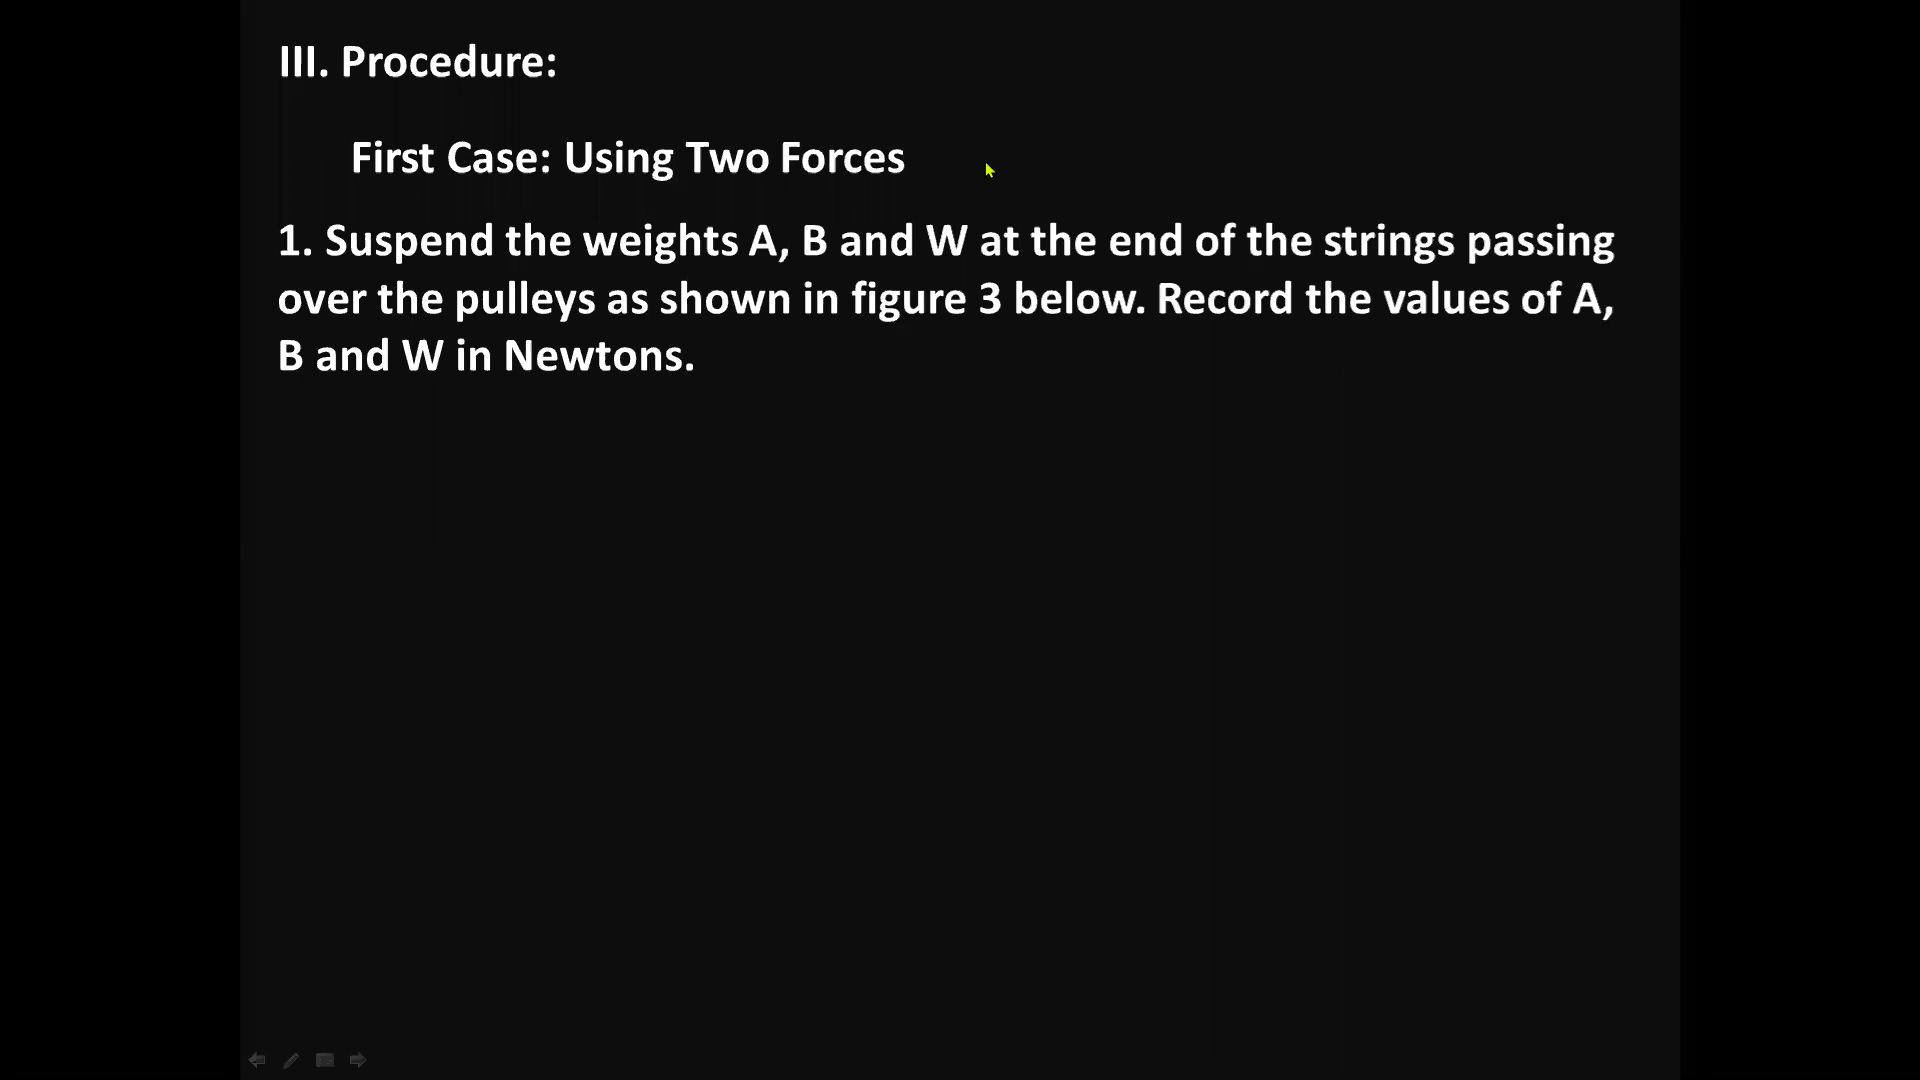 III. Procedure:
First Case: Using Two Forces
1. Suspend the weights A, B and W at the end of the strings passing
over the pulleys as shown in figure 3 below. Record the values of A,
B and W in Newtons.